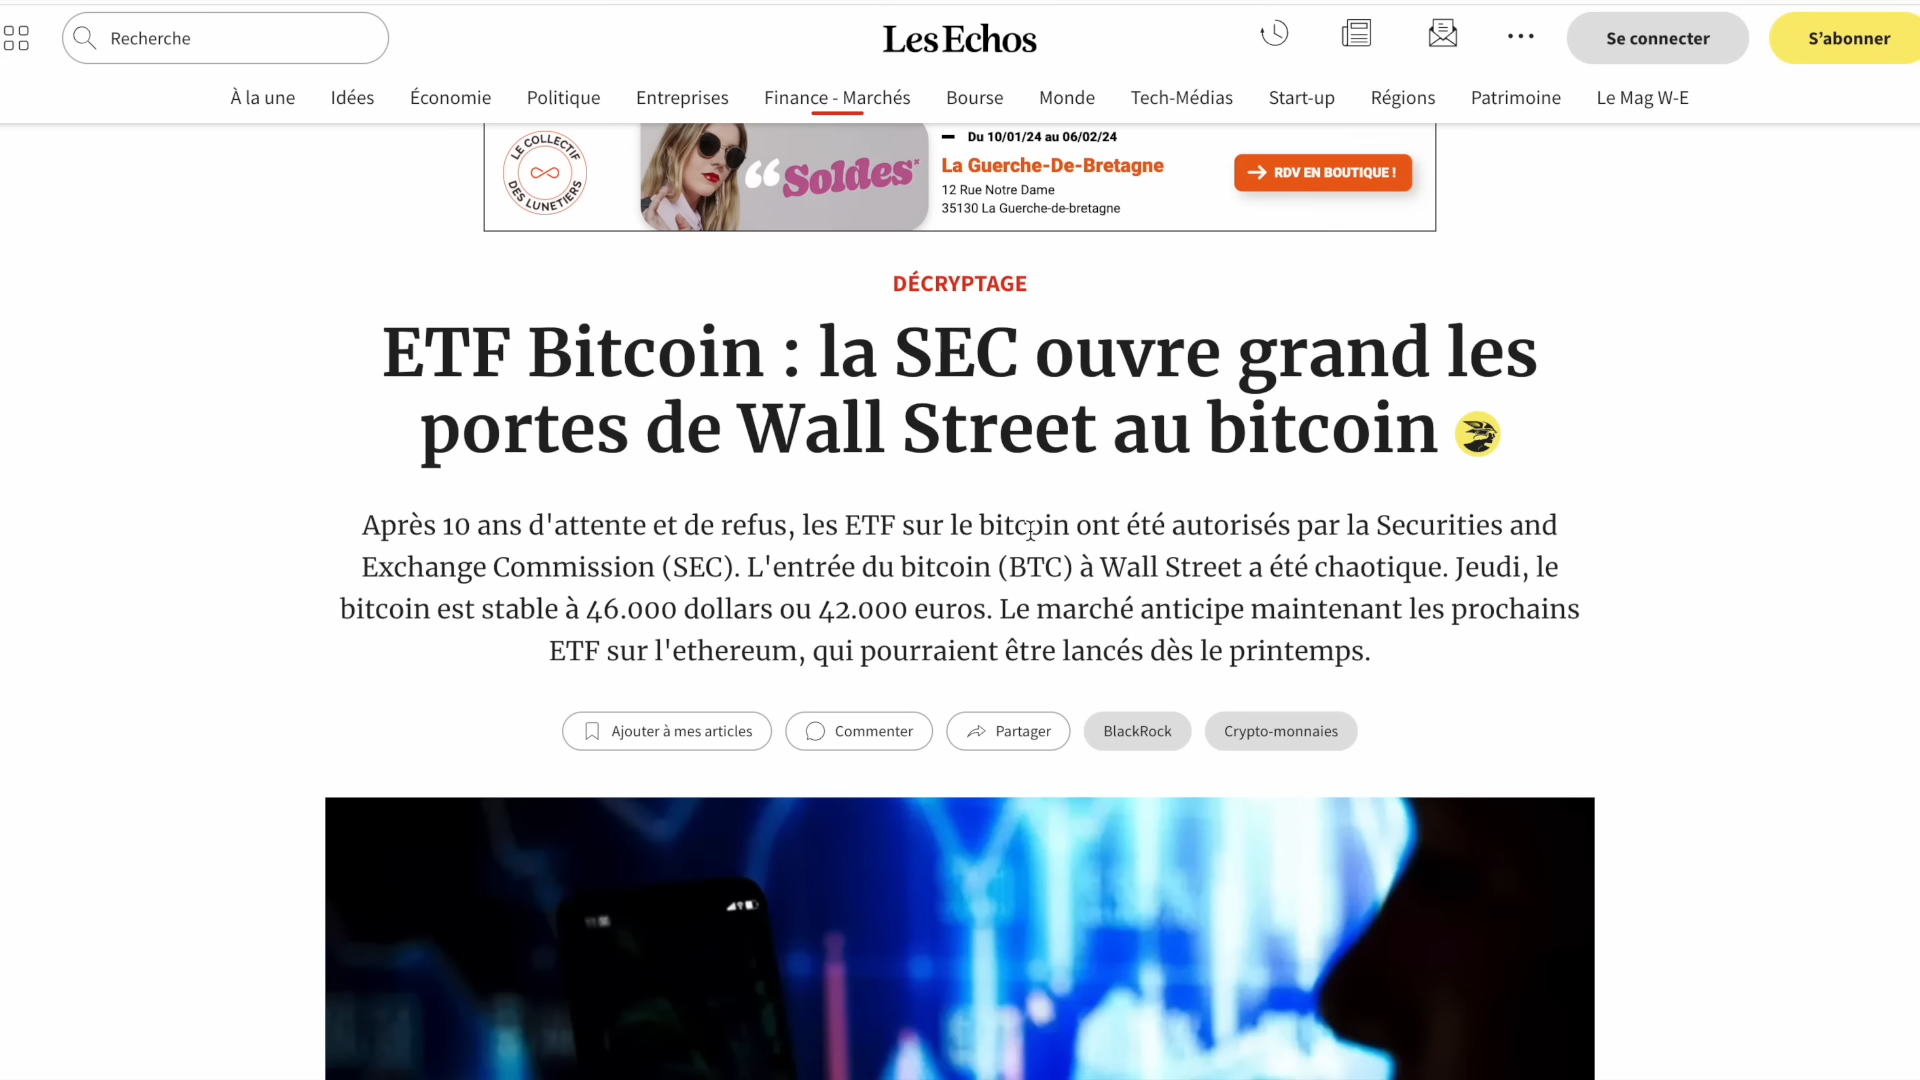 Recherche
Les Echos
Se connecter
S'abonner
À la une
Idées
Économie
Politique
Entreprises
Finance - Marchés
Bourse
Monde
Tech-Médias
Start-up
Régions
Patrimoine
Le Mag W-E
LE COLLECTIF
DES LUNETIERS
“Soldes*
Du 10/01/24 au 06/02/24
La Guerche-De-Bretagne
12 Rue Notre Dame
35130 La Guerche-de-bretagne
RDV EN BOUTIQUE !
DÉCRYPTAGE
ETF Bitcoin : la SEC ouvre grand les
portes de Wall Street au bitcoin
Après 10 ans d'attente et de refus, les ETF sur le bitcoin ont été autorisés par la Securities and
Exchange Commission (SEC). L'entrée du bitcoin (BTC) à Wall Street a été chaotique. Jeudi, le
bitcoin est stable à 46.000 dollars ou 42.000 euros. Le marché anticipe maintenant les prochains
ETF sur l'ethereum, qui pourraient être lancés dès le printemps.
Ajouter à mes articles
Commenter
Partager
BlackRock
Crypto-monnaies